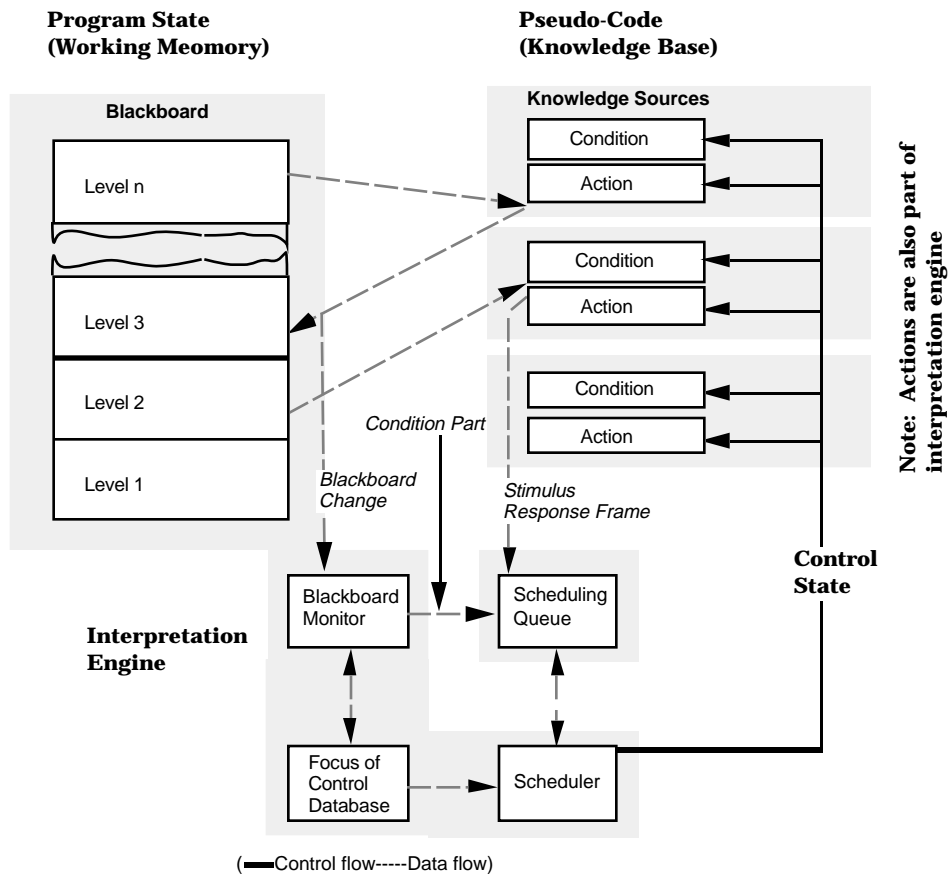 Program State
(Working Meomory)
Pseudo-Code
(Knowledge Base)
Blackboard
Level n
Level 3
Level 2
Level 1
Knowledge Sources
Condition
Action
Condition
Action
Condition
Action
Note: Actions are also part of
interpretation engine
Condition Part
Blackboard
Change
Stimulus
Response Frame
Control
State
Interpretation
Engine
Blackboard
Monitor
Scheduling
Queue
Focus of
Control
Database
Scheduler
(━Control flow-----Data flow)